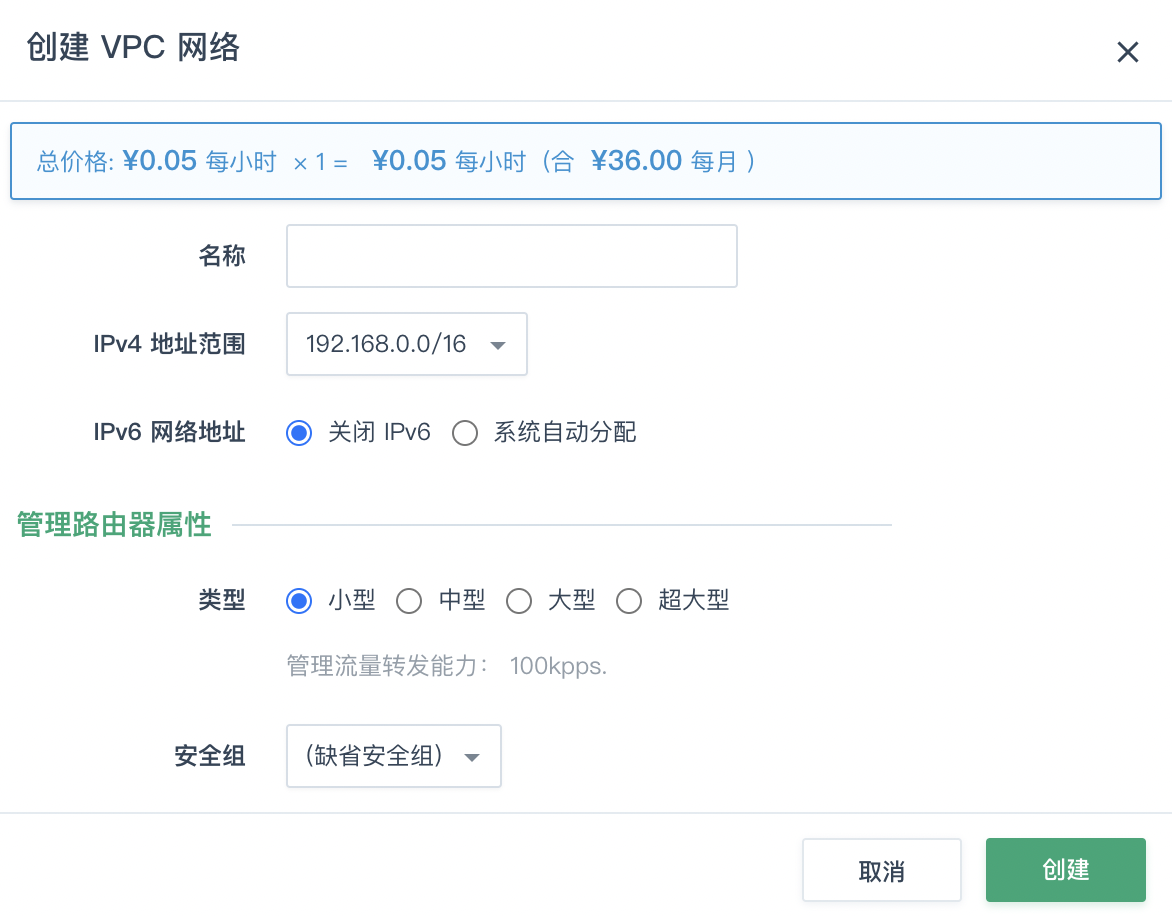 创建 VPC 网络
总价格: ¥0.05 每小时 × 1 = ¥0.05 每小时（合 ¥36.00 每月 ）
名称
IPv4 地址范围 192.168.0.0/16
IPv6 网络地址 关闭 IPv6 系统自动分配
管理路由器属性
类型 小型 中型 大型 超大型
管理流量转发能力： 100kpps.
安全组 (缺省安全组)
取消 创建